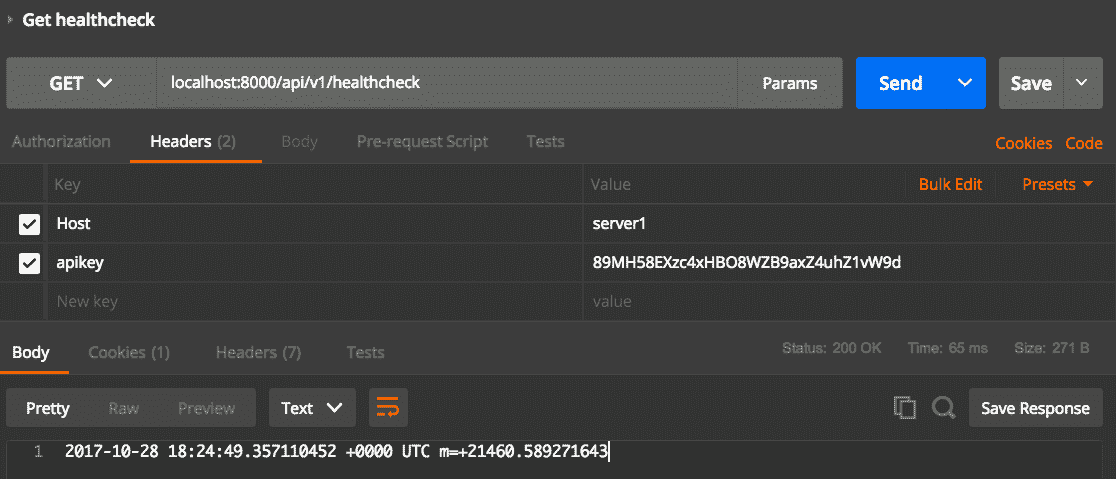 Get healthcheck
GET localhost:8000/api/v1/healthcheck Params Send Save
Authorization Headers (2) Body Pre-request Script Tests Cookies Code
Key Value Bulk Edit Presets
Host server1
apikey 89MH58EXzc4xHBO8WZB9axZ4uhZ1vW9d
New key value
Body Cookies (1) Headers (7) Tests Status: 200 OK Time: 65 ms Size: 271 B
Pretty Raw Preview Text Save Response
1 2017-10-28 18:24:49.357110452 +0000 UTC m=+21460.589271643